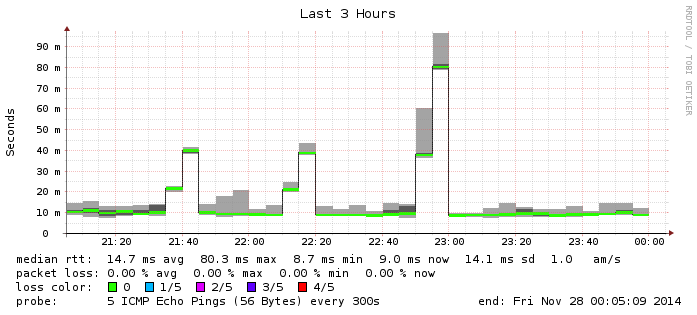 Last 3 Hours
RRDTOOL / TOBI OETIKER
Seconds
90 m
80 m
70 m
60 m
50 m
40 m
30 m
20 m
10 m
0
21:20 21:40 22:00 22:20 22:40 23:00 23:20 23:40 00:00
median rtt: 14.7 ms avg 80.3 ms max 8.7 ms min 9.0 ms now 14.1 ms sd 1.0 am/s
packet loss: 0.00 % avg 0.00 % max 0.00 % min 0.00 % now
loss color: 0 1/5 2/5 3/5 4/5
probe: 5 ICMP Echo Pings (56 Bytes) every 300s end: Fri Nov 28 00:05:09 2014